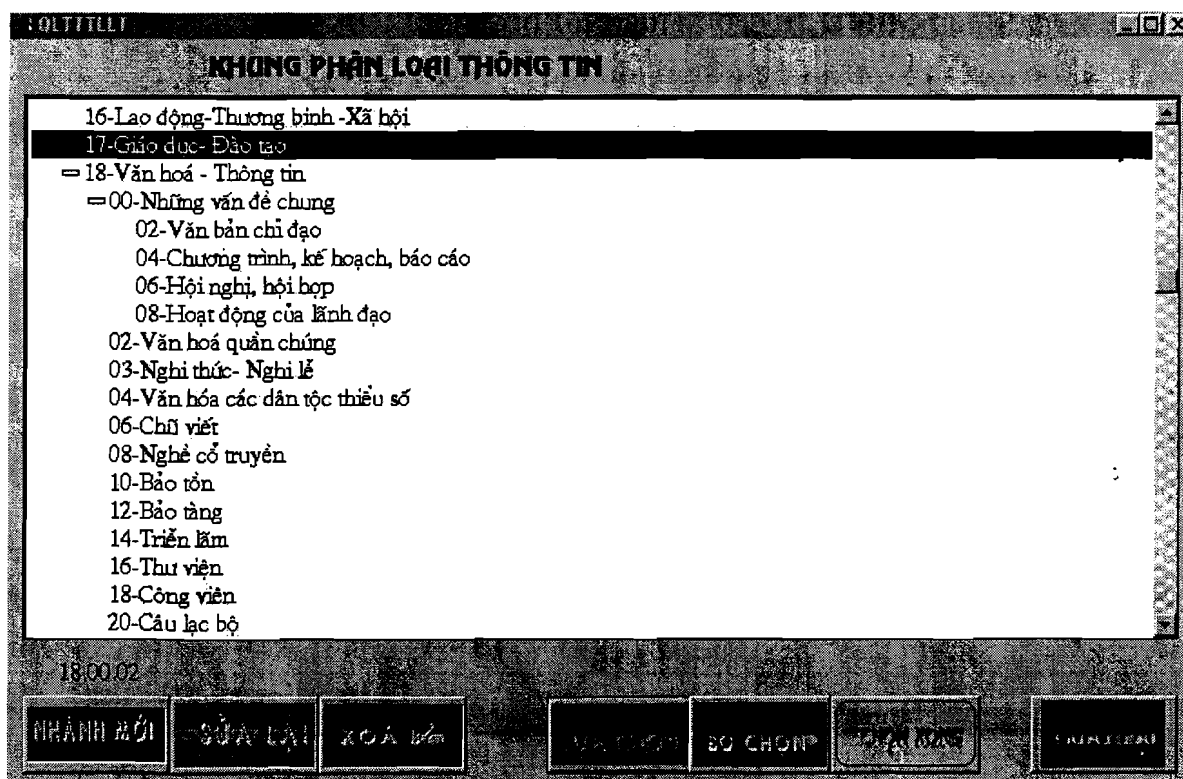 KHUNG PHÂN LOẠI THÔNG TIN
16-Lao động-Thương binh -Xã hội
17-Giáo dục- Đào tạo
18-Văn hoá - Thông tin
00-Những vấn đề chung
02-Văn bản chỉ đạo
04-Chương trình, kế hoạch, báo cáo
06-Hội nghị, hội họp
08-Hoạt động của lãnh đạo
02-Văn hoá quần chúng
03-Nghi thức- Nghi lễ
04-Văn hóa các dân tộc thiểu số
06-Chữ viết
08-Nghề cổ truyền
10-Bảo tồn
12-Bảo tàng
14-Triển lãm
16-Thư viện
18-Công viên
20-Câu lạc bộ
18.00.02
NHÁNH MỚI SỬA LẠI XOÁ BỎ CHỌN